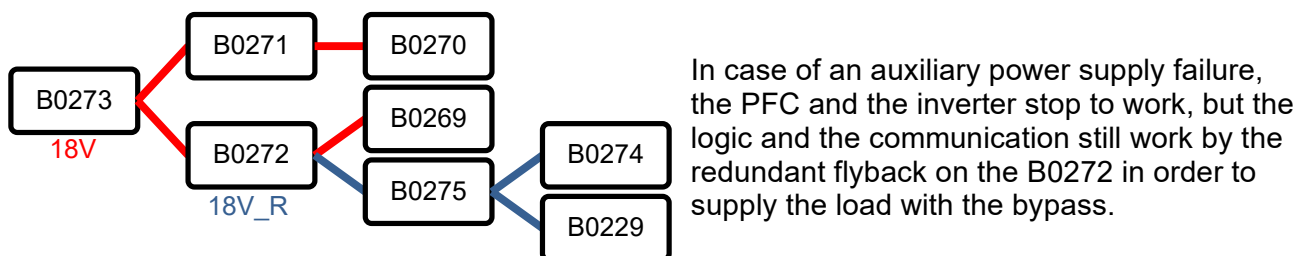 B0271
B0270
B0273
18V
B0269
B0272
18V_R
B0275
B0274
B0229
In case of an auxiliary power supply failure,
the PFC and the inverter stop to work, but the
logic and the communication still work by the
redundant flyback on the B0272 in order to
supply the load with the bypass.